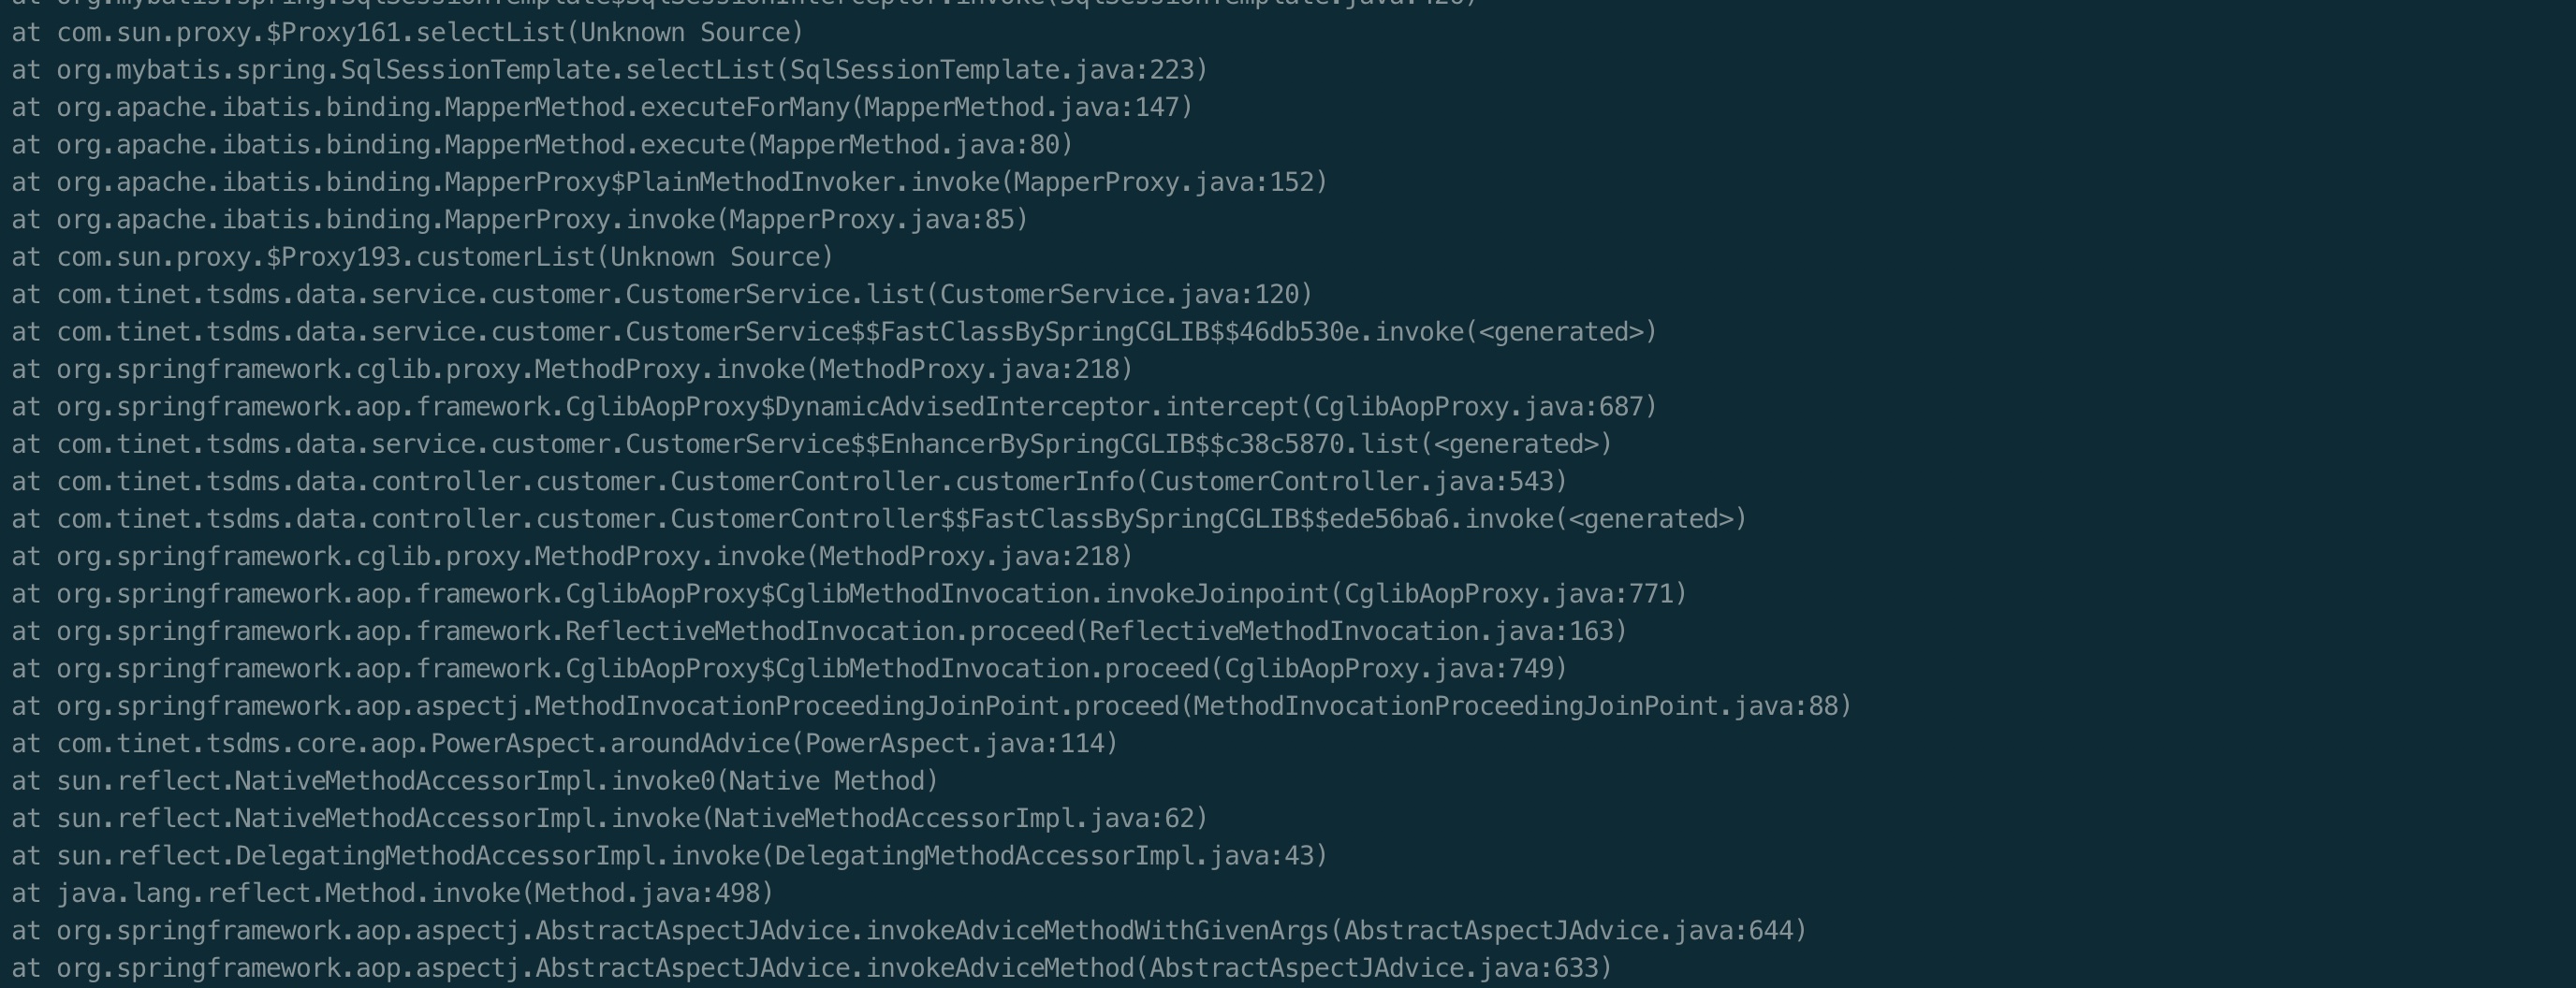 at org.mybatis.spring.SqlSessionTemplate$SqlSessionInterceptor.invoke(SqlSessionTemplate.java:426)
at com.sun.proxy.$Proxy161.selectList(Unknown Source)
at org.mybatis.spring.SqlSessionTemplate.selectList(SqlSessionTemplate.java:223)
at org.apache.ibatis.binding.MapperMethod.executeForMany(MapperMethod.java:147)
at org.apache.ibatis.binding.MapperMethod.execute(MapperMethod.java:80)
at org.apache.ibatis.binding.MapperProxy$PlainMethodInvoker.invoke(MapperProxy.java:152)
at org.apache.ibatis.binding.MapperProxy.invoke(MapperProxy.java:85)
at com.sun.proxy.$Proxy193.customerList(Unknown Source)
at com.tinet.tsdms.data.service.customer.CustomerService.list(CustomerService.java:120)
at com.tinet.tsdms.data.service.customer.CustomerService$$FastClassBySpringCGLIB$$46db530e.invoke(<generated>)
at org.springframework.cglib.proxy.MethodProxy.invoke(MethodProxy.java:218)
at org.springframework.aop.framework.CglibAopProxy$DynamicAdvisedInterceptor.intercept(CglibAopProxy.java:687)
at com.tinet.tsdms.data.service.customer.CustomerService$$EnhancerBySpringCGLIB$$c38c5870.list(<generated>)
at com.tinet.tsdms.data.controller.customer.CustomerController.customerInfo(CustomerController.java:543)
at com.tinet.tsdms.data.controller.customer.CustomerController$$FastClassBySpringCGLIB$$ede56ba6.invoke(<generated>)
at org.springframework.cglib.proxy.MethodProxy.invoke(MethodProxy.java:218)
at org.springframework.aop.framework.CglibAopProxy$CglibMethodInvocation.invokeJoinpoint(CglibAopProxy.java:771)
at org.springframework.aop.framework.ReflectiveMethodInvocation.proceed(ReflectiveMethodInvocation.java:163)
at org.springframework.aop.framework.CglibAopProxy$CglibMethodInvocation.proceed(CglibAopProxy.java:749)
at org.springframework.aop.aspectj.MethodInvocationProceedingJoinPoint.proceed(MethodInvocationProceedingJoinPoint.java:88)
at com.tinet.tsdms.core.aop.PowerAspect.aroundAdvice(PowerAspect.java:114)
at sun.reflect.NativeMethodAccessorImpl.invoke0(Native Method)
at sun.reflect.NativeMethodAccessorImpl.invoke(NativeMethodAccessorImpl.java:62)
at sun.reflect.DelegatingMethodAccessorImpl.invoke(DelegatingMethodAccessorImpl.java:43)
at java.lang.reflect.Method.invoke(Method.java:498)
at org.springframework.aop.aspectj.AbstractAspectJAdvice.invokeAdviceMethodWithGivenArgs(AbstractAspectJAdvice.java:644)
at org.springframework.aop.aspectj.AbstractAspectJAdvice.invokeAdviceMethod(AbstractAspectJAdvice.java:633)